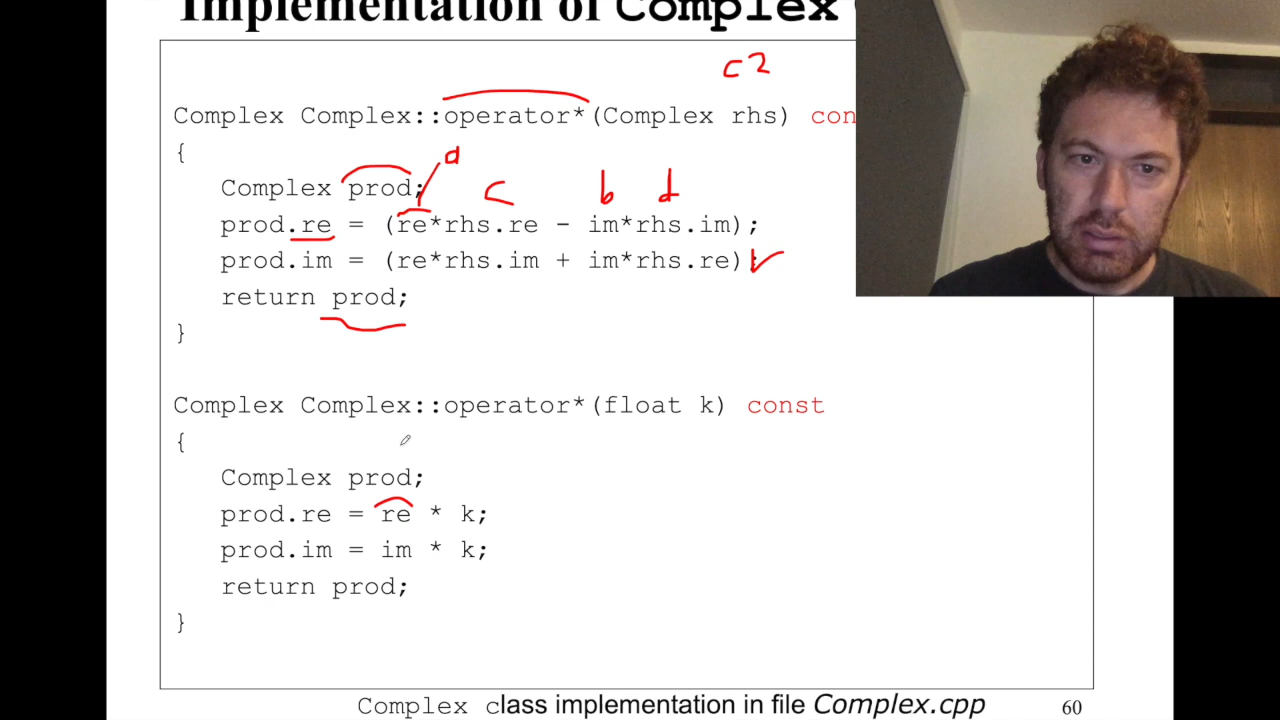 Implementation of Complex
c2
Complex Complex::operator*(Complex rhs) con
{
a
Complex prod;
c b d
prod.re = (re*rhs.re - im*rhs.im);
prod.im = (re*rhs.im + im*rhs.re);
return prod;
}
Complex Complex::operator*(float k) const
{
Complex prod;
prod.re = re * k;
prod.im = im * k;
return prod;
}
Complex class implementation in file Complex.cpp
60